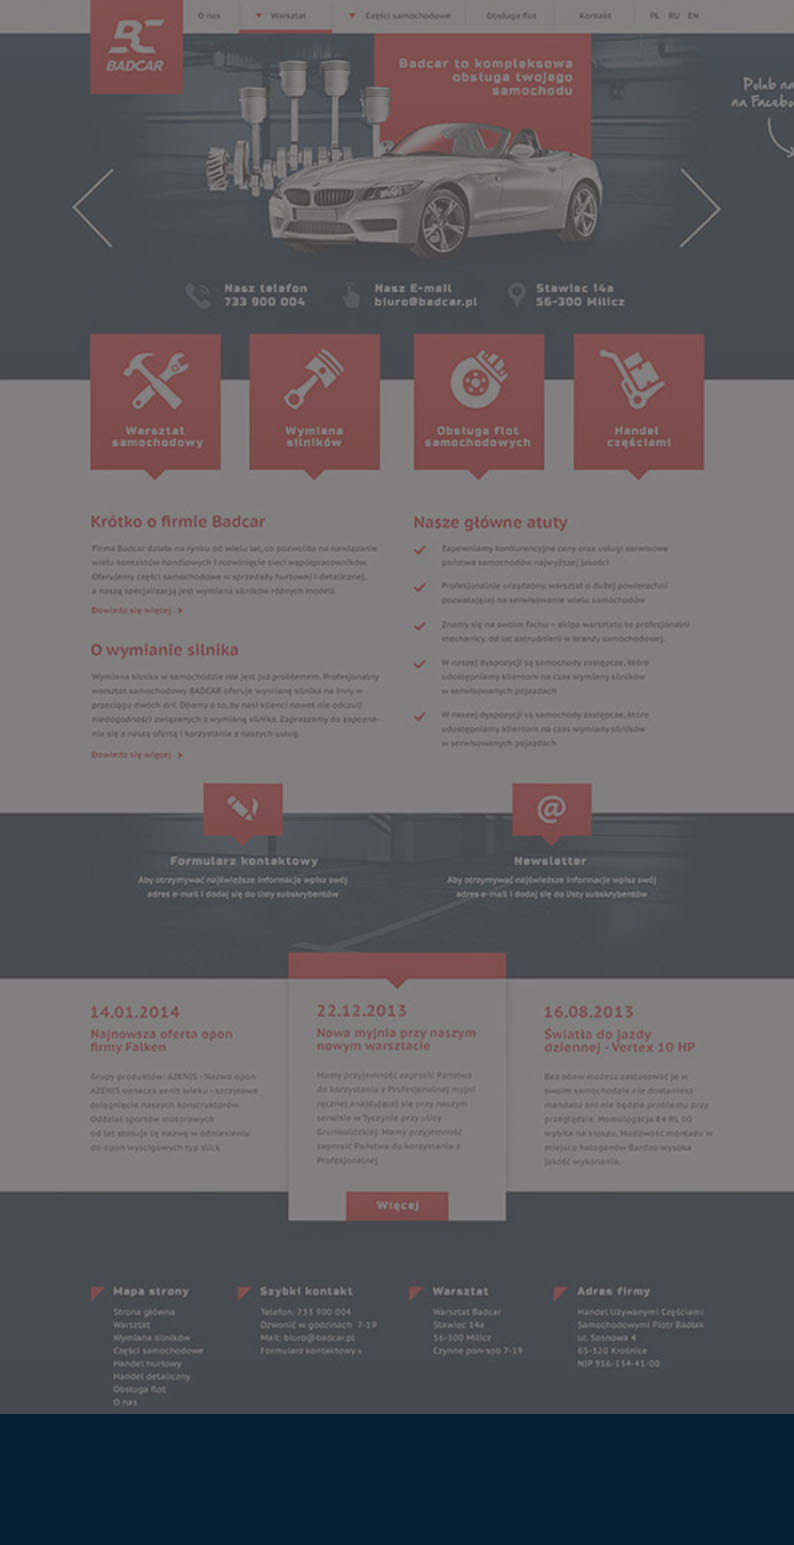 O nas
Warsztat
Części samochodowe
Obsługa flot
Kontakt
PL RU EN
BADCAR
Badcar to kompleksowa
obsługa twojego
samochodu
Polub na
na Facebo
Nasz telefon
733 900 004
Nasz E-mail
biuro@badcar.pl
Stawiec 14a
56-300 Milicz
Warsztat
samochodowy
Wymiana
silników
Obsługa flot
samochodowych
Handel
częściami
Krótko o firmie Badcar
Firma Badcar działa na rynku od wielu lat, co pozwoliło na nawiązanie
wielu kontaktów handlowych i rozwinięcie sieci współpracowników.
Oferujemy części samochodowe w sprzedaży hurtowej i detalicznej,
a naszą specjalizacją jest wymiana silników różnych modeli.
Dowiedz się więcej
O wymianie silnika
Wymiana silnika w samochodzie nie jest już problemem. Profesjonalny
warsztat samochodowy BADCAR oferuje wymianę silnika na inny w
przeciągu dwóch dni. Dbamy o to, by nasi klienci nawet nie odczuli
niedogodności związanych z wymianą silnika. Zapraszamy do zapozna-
nia się z naszą ofertą i korzystania z naszych usług.
Dowiedz się więcej
Nasze główne atuty
Zapewniamy konkurencyjne ceny oraz usługi serwisowe
państwa samochodów najwyższej jakości
Profesjonalnie urządzony, warsztat o dużej powierzchni
pozwalającej na serwisowanie wielu samochodów
Znamy się na swoim fachu – ekipa warsztatu to profesjonalni
mechanicy, od lat zatrudnieni w branży samochodowej.
W naszej dyspozycji są samochody zastępcze, które
udostępniamy klientom na czas wymiany silników
w serwisowanych pojazdach
W naszej dyspozycji są samochody zastępcze, które
udostępniamy klientom na czas wymiany silników
w serwisowanych pojazdach
Formularz kontaktowy
Aby otrzymywać najświeższe informacje wpisz swój
adres e-mail i dodaj się do listy subskrybentów
Newsletter
Aby otrzymywać najświeższe informacje wpisz swój
adres e-mail i dodaj się do listy subskrybentów
14.01.2014
Najnowsza oferta opon
firmy Falken
Grupy produktów: AZENIS - Nazwa opon
AZENIS oznacza zenit wieku - szczytowe
osiągnięcie naszych konstruktorów.
Oddział sportów motorowych
od lat stosuje tę nazwę w odniesieniu
do opon wyścigowych typ slick
22.12.2013
Nowa myjnia przy naszym
nowym warsztacie
Mamy przyjemność zaprosić Państwa
do korzystania z Profesjonalnej myjni
ręcznej znajdującej się przy naszym
serwisie w Tyczynie przy ulicy
Grunwaldzkiej. Mamy przyjemność
zaprosić Państwa do korzystania z
Profesjonalnej
Więcej
16.08.2013
Światła do jazdy
dziennej - Vertex 10 HP
Bez obaw możesz zastosować je w
swoim samochodzie nie dostaniesz
mandatu ani nie będzie problemu przy
przeglądzie. Homologacja E4 RL 00
wybita na kloszu. Możliwość montażu w
miejscu halogenów Bardzo wysoka
jakość wykonania.
Mapa strony
Strona główna
Warsztat
Wymiana silników
Części samochodowe
Handel hurtowy
Handel detaliczny
Obsługa flot
O nas
Szybki kontakt
Telefon: 733 900 004
Dzwonić w godzinach 7-19
Mail: biuro@badcar.pl
Formularz kontaktowy »
Warsztat
Warsztat Badcar
Stawiec 14a
56-300 Milicz
Czynne pon-sob 7-19
Adres firmy
Handel Używanymi Częściami
Samochodowymi Piotr Badlak
ul. Sosnowa 4
63-320 Krośnice
NIP 916-134-41-00